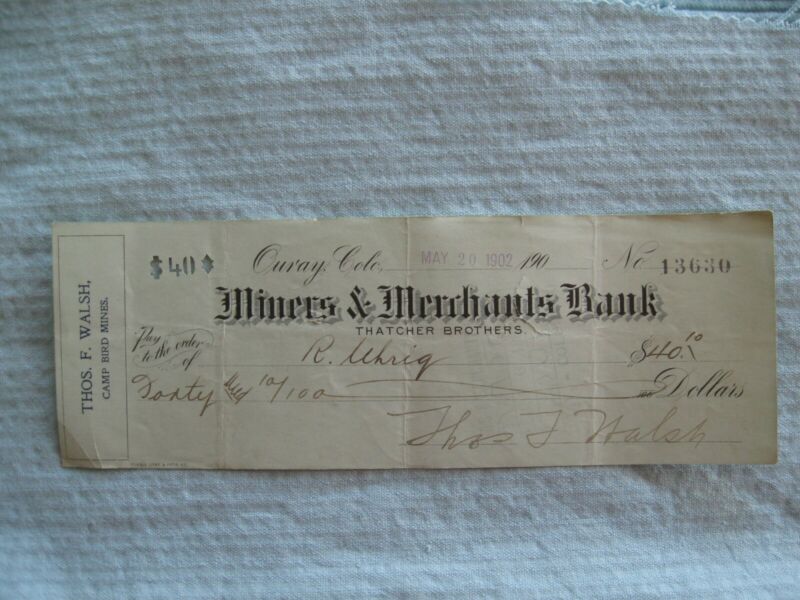 THOS. F. WALSH,
CAMP BIRD MINES.
$40
Ouray, Colo, MAY 20 1902 190 No 13630
Miners & Merchants Bank
THATCHER BROTHERS.
Pay to the order of R. Uhrig $40.10
Forty and 10/100 Dollars
Thos F Walsh